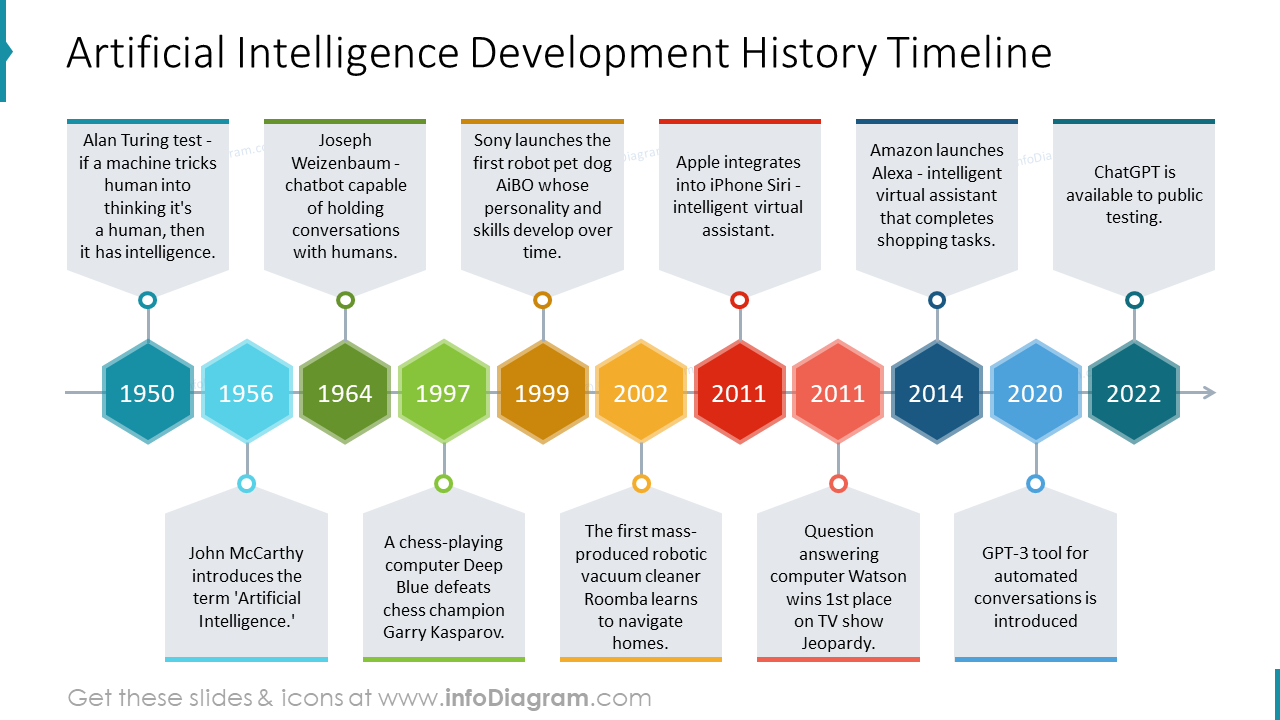 Artificial Intelligence Development History Timeline
Alan Turing test -
if a machine tricks
human into
thinking it's
a human, then
it has intelligence.
Joseph
Weizenbaum -
chatbot capable
of holding
conversations
with humans.
Sony launches the
first robot pet dog
AiBO whose
personality and
skills develop over
time.
Apple integrates
into iPhone Siri -
intelligent virtual
assistant.
Amazon launches
Alexa - intelligent
virtual assistant
that completes
shopping tasks.
ChatGPT is
available to public
testing.
1950
1956
1964
1997
1999
2002
2011
2011
2014
2020
2022
John McCarthy
introduces the
term 'Artificial
Intelligence.'
A chess-playing
computer Deep
Blue defeats
chess champion
Garry Kasparov.
The first mass-
produced robotic
vacuum cleaner
Roomba learns
to navigate
homes.
Question
answering
computer Watson
wins 1st place
on TV show
Jeopardy.
GPT-3 tool for
automated
conversations is
introduced
Get these slides & icons at www.infoDiagram.com